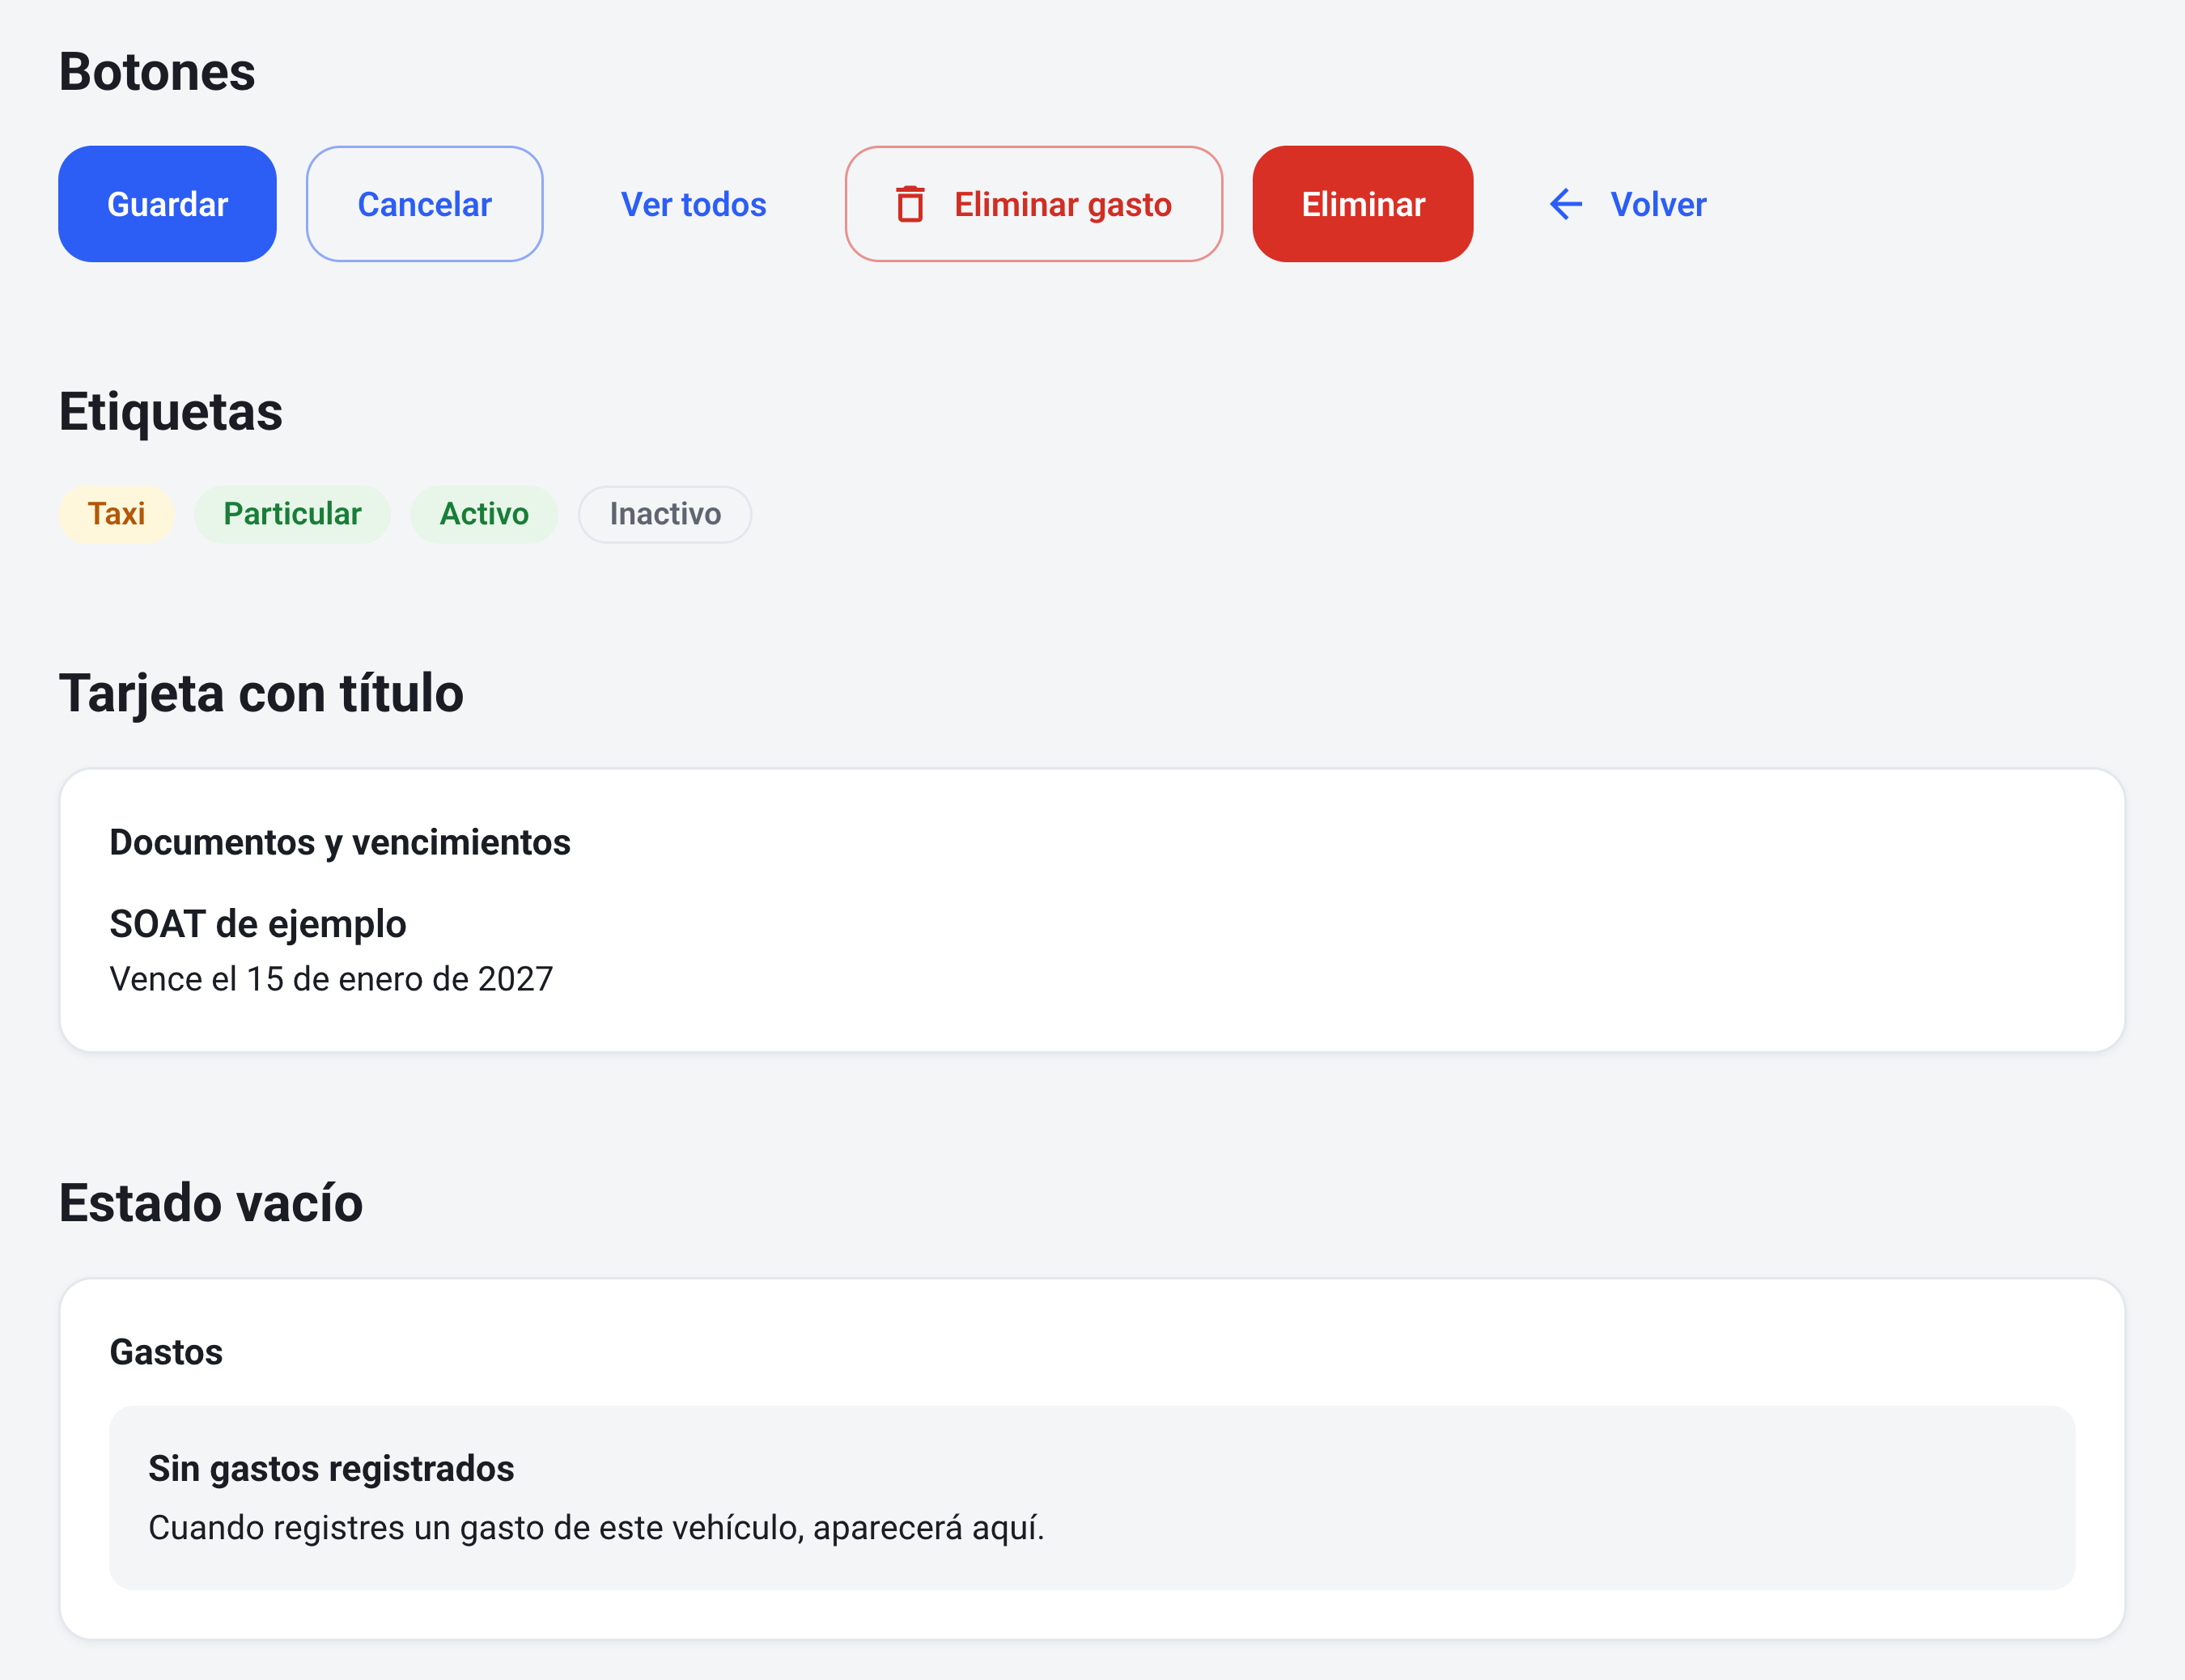 Botones
Guardar Cancelar Ver todos Eliminar gasto Eliminar Volver
Etiquetas
Taxi Particular Activo Inactivo
Tarjeta con título
Documentos y vencimientos
SOAT de ejemplo
Vence el 15 de enero de 2027
Estado vacío
Gastos
Sin gastos registrados
Cuando registres un gasto de este vehículo, aparecerá aquí.